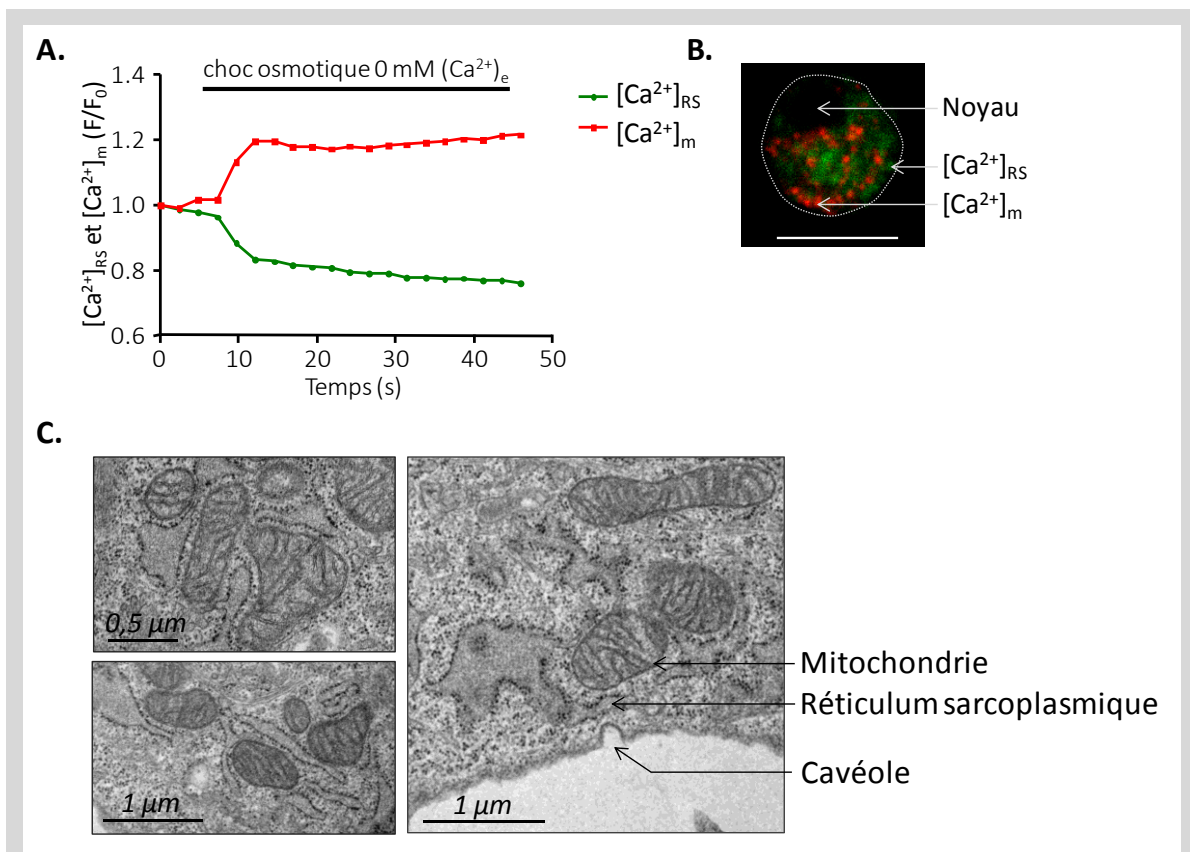 A.
choc osmotique 0 mM (Ca²⁺)ₑ
[Ca²⁺]RS et [Ca²⁺]m (F/F₀)
1.4
1.2
1.0
0.8
0.6
0
10
20
30
40
50
Temps (s)
[Ca²⁺]RS
[Ca²⁺]m
B.
Noyau
[Ca²⁺]RS
[Ca²⁺]m
C.
0,5 µm
1 µm
1 µm
Mitochondrie
Réticulum sarcoplasmique
Cavéole